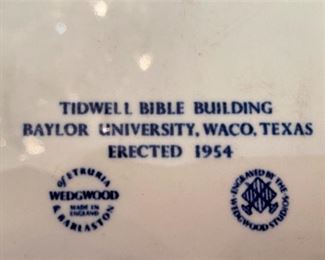 TIDWELL BIBLE BUILDING
BAYLOR UNIVERSITY, WACO, TEXAS
ERECTED 1954
OF ETRURIA
WEDGWOOD
MADE IN
ENGLAND
& BARLASTON
ENGRAVED BY THE
WEDGWOOD STUDIOS